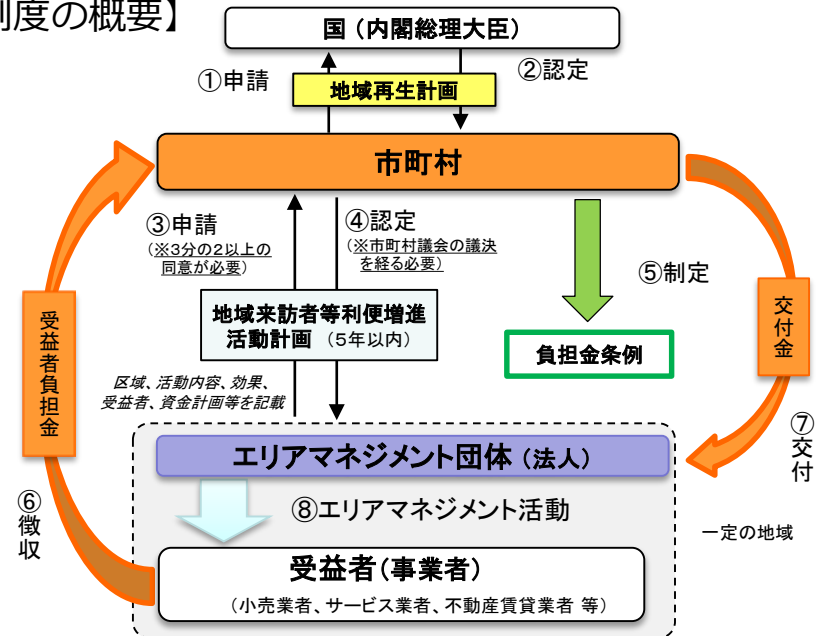 制度の概要】
国（内閣総理大臣）
①申請
②認定
地域再生計画
市町村
③申請
（※3分の2以上の
同意が必要）
④認定
（※市町村議会の議決
を経る必要）
⑤制定
地域来訪者等利便増進
活動計画 （5年以内）
負担金条例
受益者負担金
交付金
区域、活動内容、効果、
受益者、資金計画等を記載
⑦交付
エリアマネジメント団体（法人）
⑥徴収
⑧エリアマネジメント活動
一定の地域
受益者（事業者）
（小売業者、サービス業者、不動産賃貸業者 等）